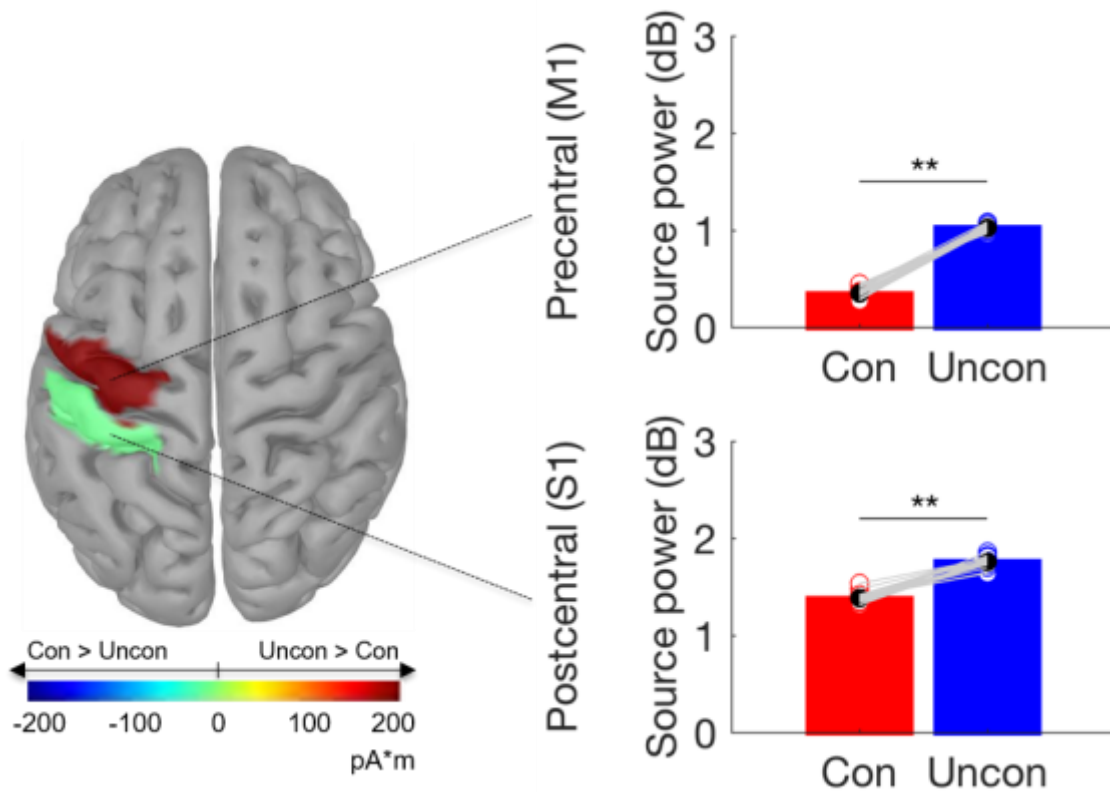 Precentral (M1)
Source power (dB)
3
2
1
0
**
Con Uncon
Postcentral (S1)
Source power (dB)
3
2
1
0
**
Con Uncon
Con > Uncon Uncon > Con
-200 -100 0 100 200
pA*m